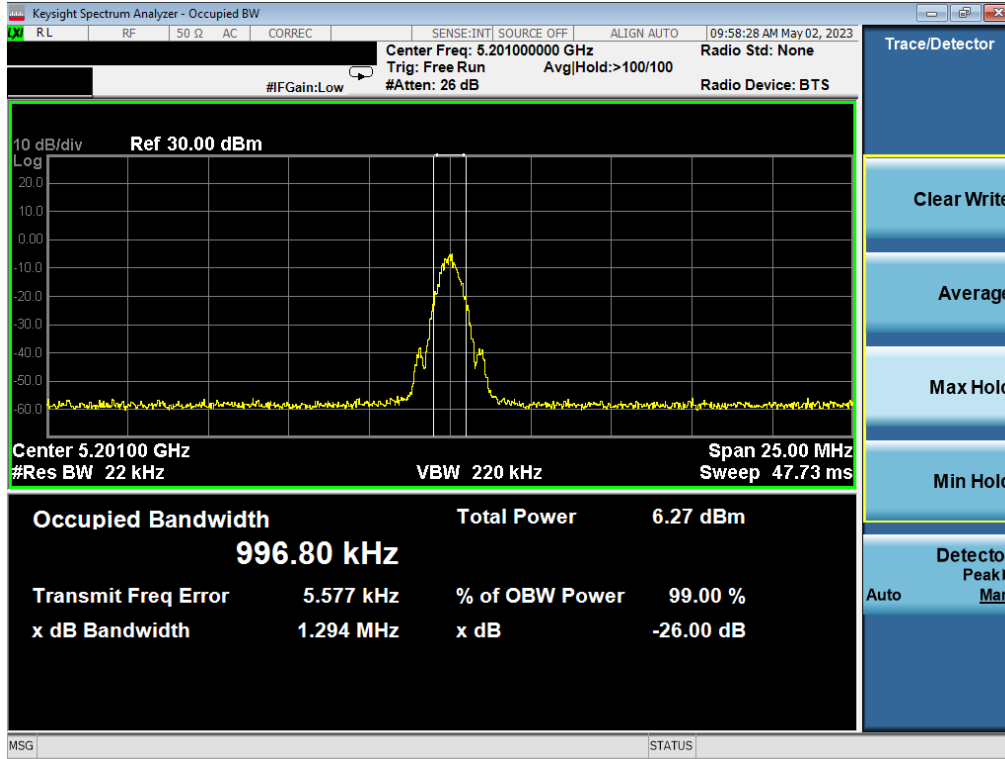 Keysight Spectrum Analyzer - Occupied BW
LXI RL RF 50 Ω AC CORREC SENSE:INT SOURCE OFF ALIGN AUTO 09:58:28 AM May 02, 2023
Center Freq: 5.201000000 GHz Radio Std: None
Trig: Free Run Avg|Hold:>100/100
#IFGain:Low #Atten: 26 dB Radio Device: BTS
Trace/Detector
10 dB/div Ref 30.00 dBm
Log
20.0
10.0
0.00
-10.0
-20.0
-30.0
-40.0
-50.0
-60.0
Center 5.20100 GHz Span 25.00 MHz
#Res BW 22 kHz VBW 220 kHz Sweep 47.73 ms
Occupied Bandwidth Total Power 6.27 dBm
996.80 kHz
Transmit Freq Error 5.577 kHz % of OBW Power 99.00 %
x dB Bandwidth 1.294 MHz x dB -26.00 dB
Clear Write
Average
Max Hold
Min Hold
Detector
Peak
Auto Man
MSG STATUS